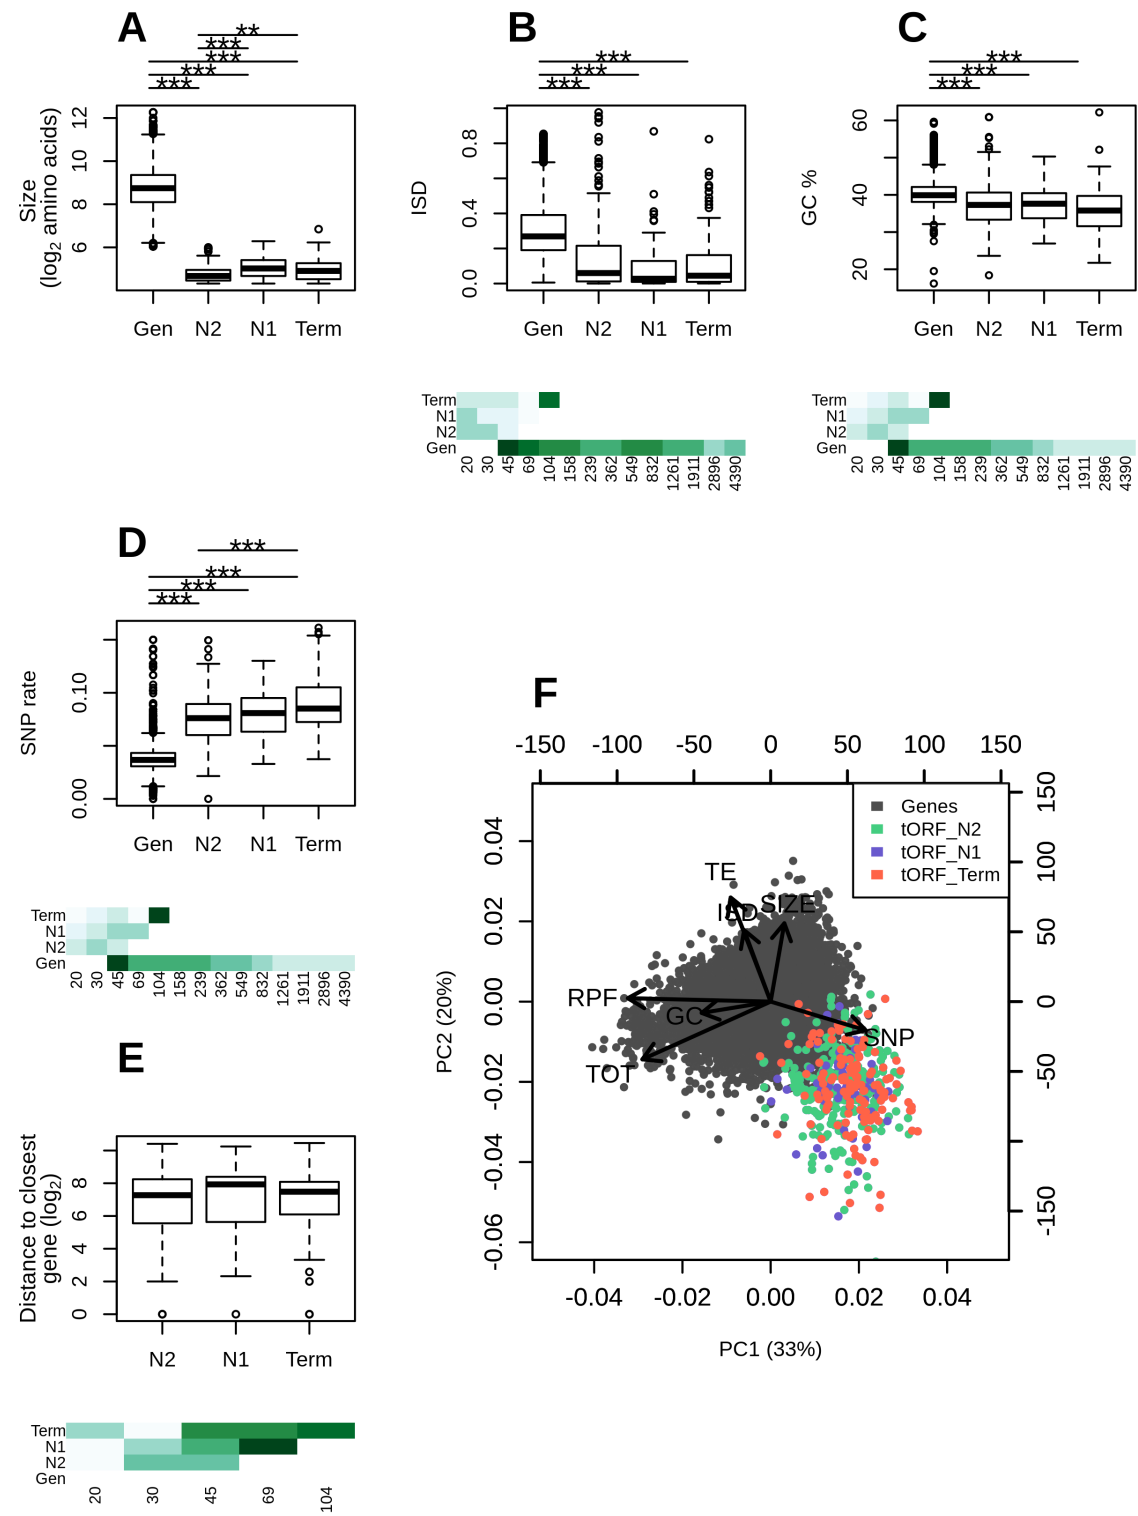 A
**
***
***
***
***
Size
(log2 amino acids)
12
10
8
6
Gen N2 N1 Term
B
***
***
***
ISD
0.8
0.4
0.0
Gen N2 N1 Term
Term
N1
N2
Gen
20 30 45 69 104 158 239 362 549 832 1261 1911 2896 4390
C
***
***
***
GC %
60
40
20
Gen N2 N1 Term
Term
N1
N2
Gen
20 30 45 69 104 158 239 362 549 832 1261 1911 2896 4390
D
***
***
***
***
SNP rate
0.10
0.00
Gen N2 N1 Term
Term
N1
N2
Gen
20 30 45 69 104 158 239 362 549 832 1261 1911 2896 4390
E
Distance to closest
gene (log2)
8
6
4
2
0
N2 N1 Term
Term
N1
N2
Gen
20 30 45 69 104
F
-150 -100 -50 0 50 100 150
Genes
tORF_N2
tORF_N1
tORF_Term
TE
ISD
SIZE
RPF
GC
SNP
TOT
PC2 (20%)
0.04
0.02
0.00
-0.02
-0.04
-0.06
150
100
50
0
-50
-150
-0.04 -0.02 0.00 0.02 0.04
PC1 (33%)